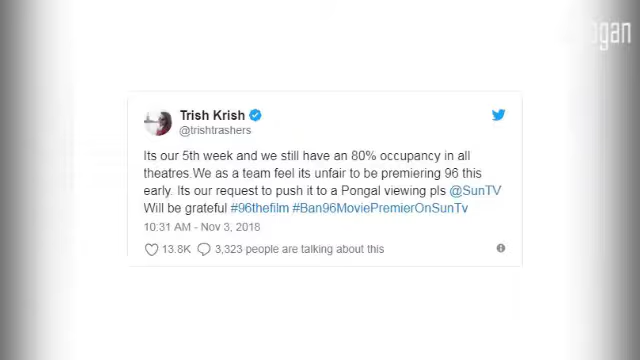 Trish Krish
@trishtrashers
Its our 5th week and we still have an 80% occupancy in all
theatres.We as a team feel its unfair to be premiering 96 this
early. Its our request to push it to a Pongal viewing pls @SunTV
Will be grateful #96thefilm #Ban96MoviePremierOnSunTv
10:31 AM - Nov 3, 2018
13.8K 3,323 people are talking about this